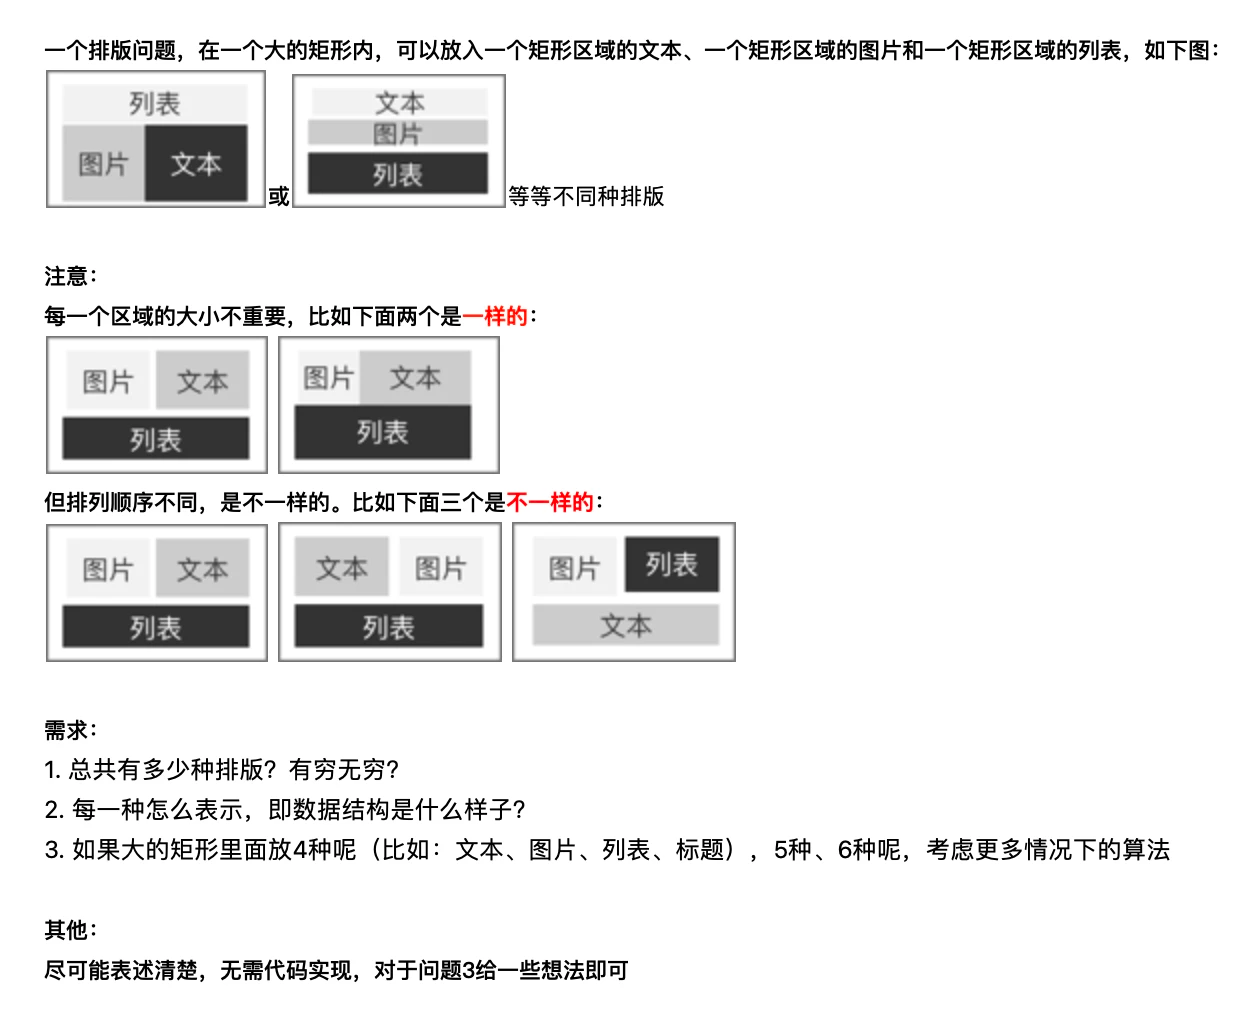 一个排版问题，在一个大的矩形内，可以放入一个矩形区域的文本、一个矩形区域的图片和一个矩形区域的列表，如下图：
列表
图片 文本
或
文本
图片
列表
等等不同种排版
注意：
每一个区域的大小不重要，比如下面两个是一样的：
图片 文本
列表
图片 文本
列表
但排列顺序不同，是不一样的。比如下面三个是不一样的：
图片 文本
列表
文本 图片
列表
图片 列表
文本
需求：
1. 总共有多少种排版？有穷无穷？
2. 每一种怎么表示，即数据结构是什么样子？
3. 如果大的矩形里面放4种呢（比如：文本、图片、列表、标题），5种、6种呢，考虑更多情况下的算法
其他：
尽可能表述清楚，无需代码实现，对于问题3给一些想法即可